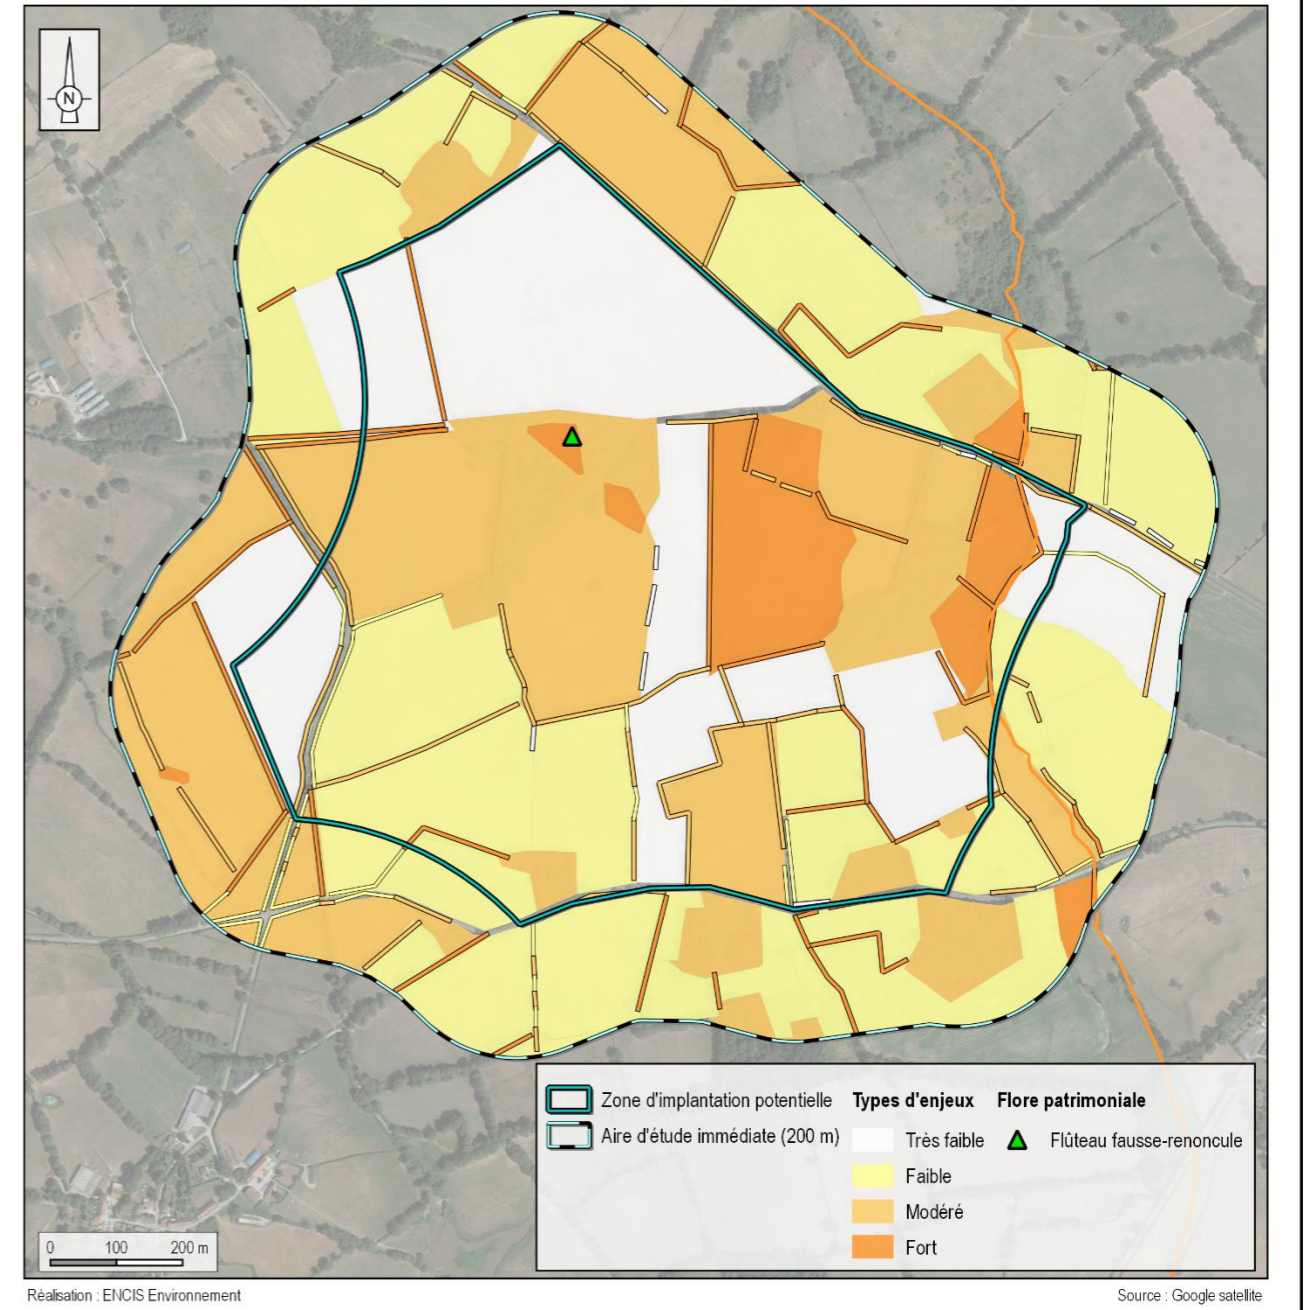 N
Zone d'implantation potentielle
Aire d'étude immédiate (200 m)
Types d'enjeux
Très faible
Faible
Modéré
Fort
Flore patrimoniale
Flûteau fausse-renoncule
0 100 200 m
Réalisation : ENCIS Environnement
Source : Google satellite